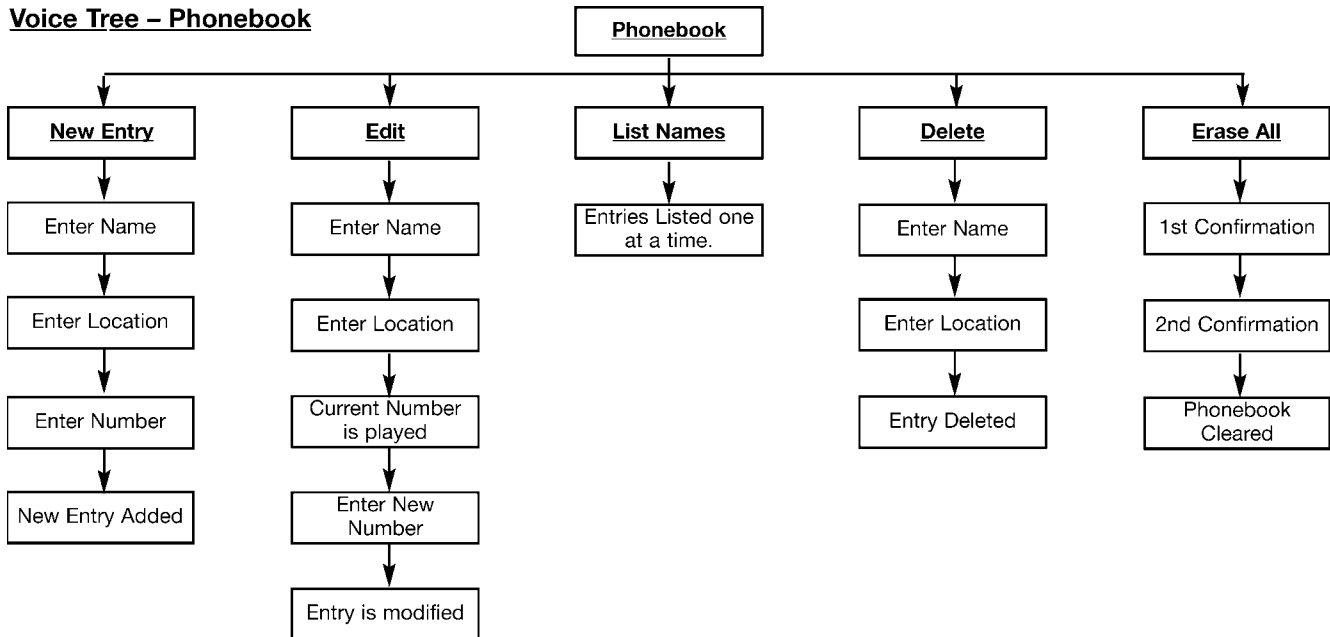 Voice Tree – Phonebook
Phonebook
New Entry
Enter Name
Enter Location
Enter Number
New Entry Added
Edit
Enter Name
Enter Location
Current Number
is played
Enter New
Number
Entry is modified
List Names
Entries Listed one
at a time.
Delete
Enter Name
Enter Location
Entry Deleted
Erase All
1st Confirmation
2nd Confirmation
Phonebook
Cleared